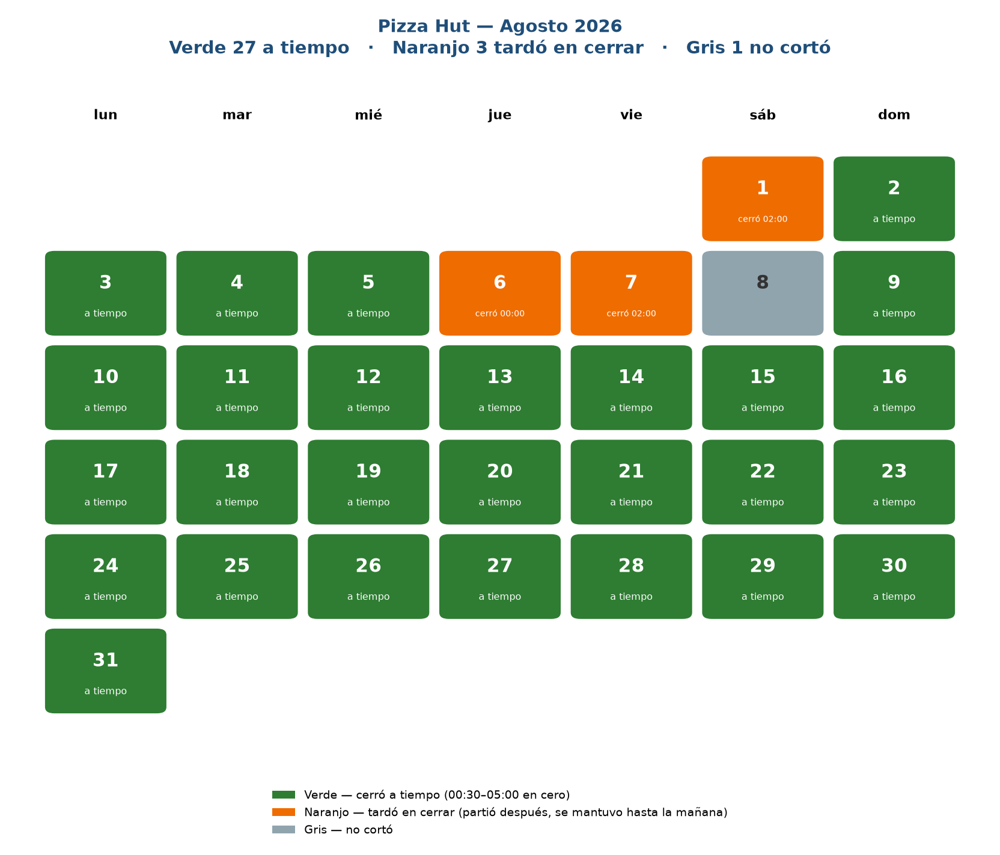 Pizza Hut — Agosto 2026
Verde 27 a tiempo · Naranjo 3 tardó en cerrar · Gris 1 no cortó
lun mar mié jue vie sáb dom
1 2
cerró 02:00 a tiempo
3 4 5 6 7 8 9
a tiempo a tiempo a tiempo cerró 00:00 cerró 02:00 a tiempo
10 11 12 13 14 15 16
a tiempo a tiempo a tiempo a tiempo a tiempo a tiempo a tiempo
17 18 19 20 21 22 23
a tiempo a tiempo a tiempo a tiempo a tiempo a tiempo a tiempo
24 25 26 27 28 29 30
a tiempo a tiempo a tiempo a tiempo a tiempo a tiempo a tiempo
31
a tiempo
Verde — cerró a tiempo (00:30–05:00 en cero)
Naranjo — tardó en cerrar (partió después, se mantuvo hasta la mañana)
Gris — no cortó